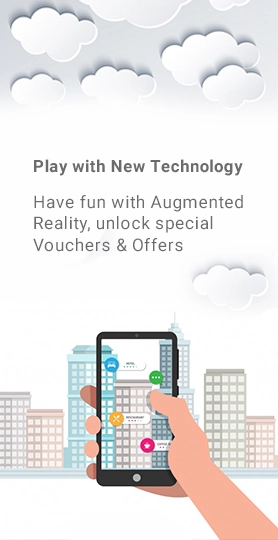 Play with New Technology
Have fun with Augmented
Reality, unlock special
Vouchers & Offers
HOTEL
RESTAURANT